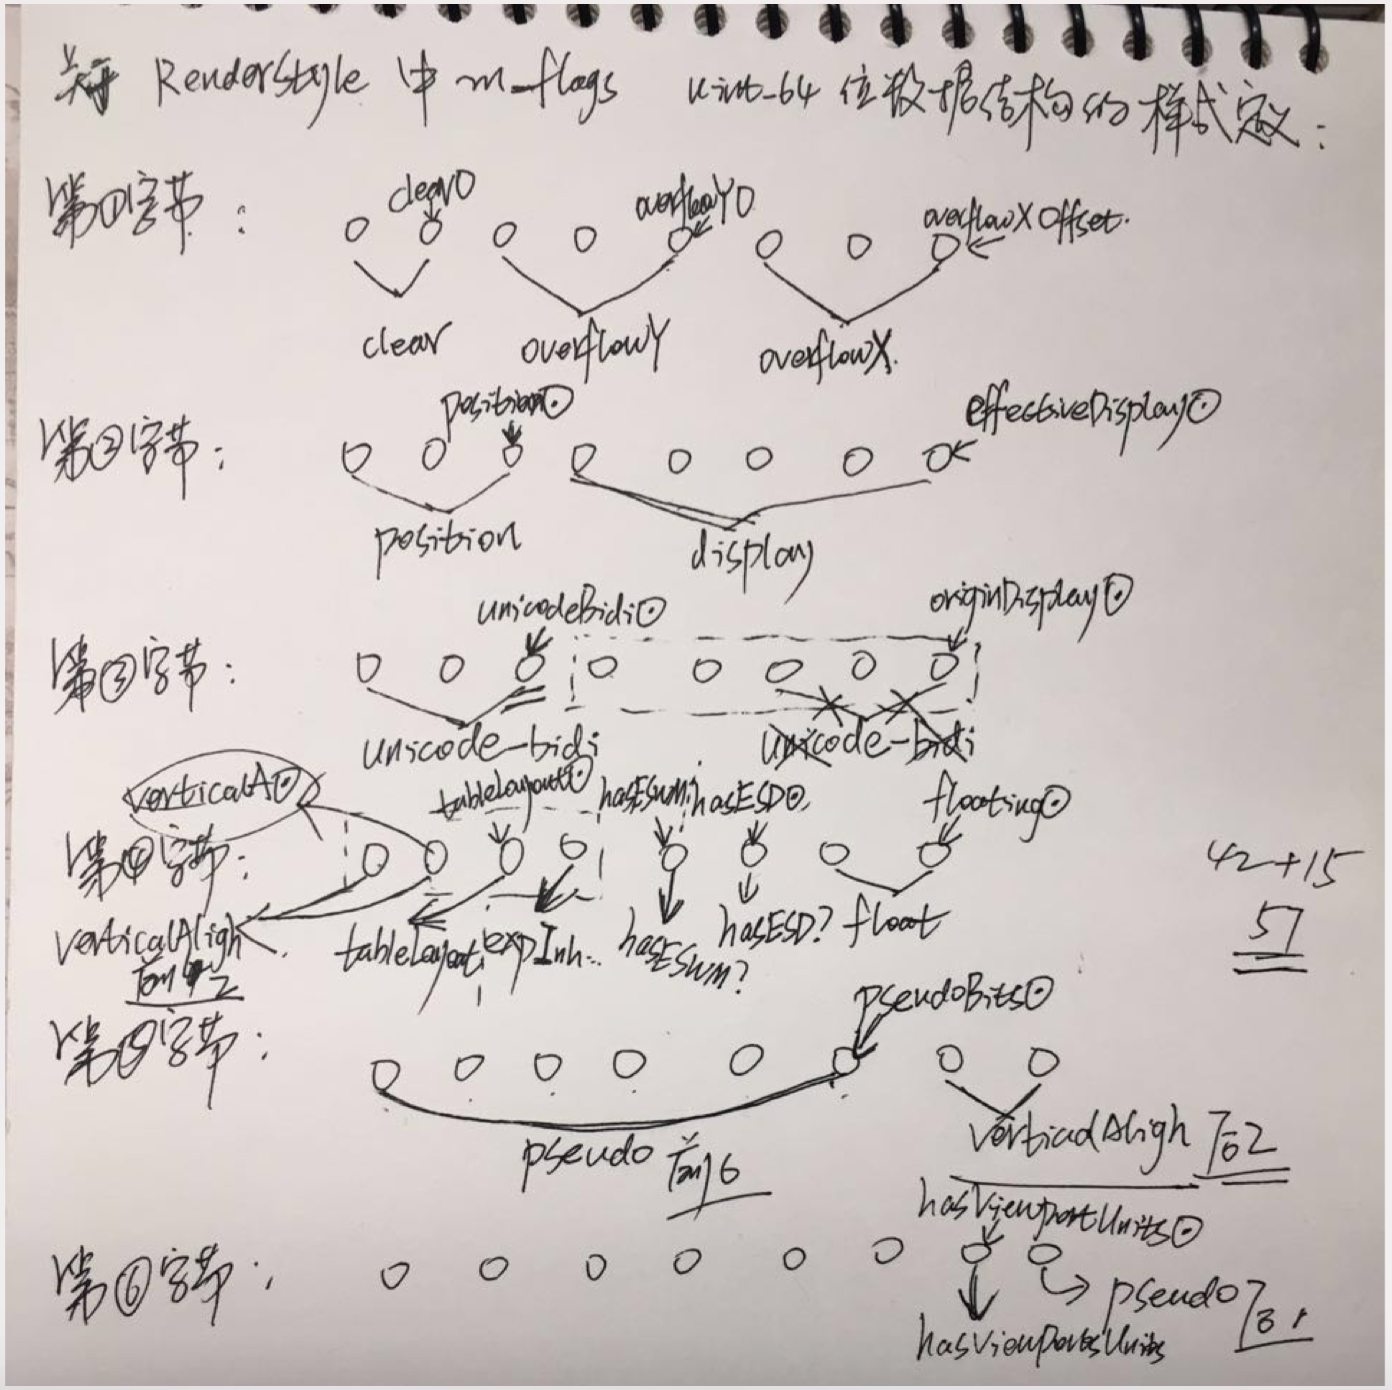 关于 RenderStyle 中 m_flags uint_64 位数据结构的样式定义：
第①字节：
clearO overflowYO overflowXOffset.
clear overflowY overflowX.
第②字节：
positionO effectiveDisplayO
position display
第③字节：
unicodeBidiO originDisplayO
unicode-bidi unicode-bidi
第④字节：
verticalAO tableLayoutO hasESWM? hasESDO floatingO
verticalAligh 前2 tableLayout expInh... hasESWM? hasESD? float
42+15
57
第⑤字节：
pseudoBitsO
pseudo 前6 verticalAligh 后2
第⑥字节：
hasViewportUnitsO
pseudo 后1
hasViewPortsUnits